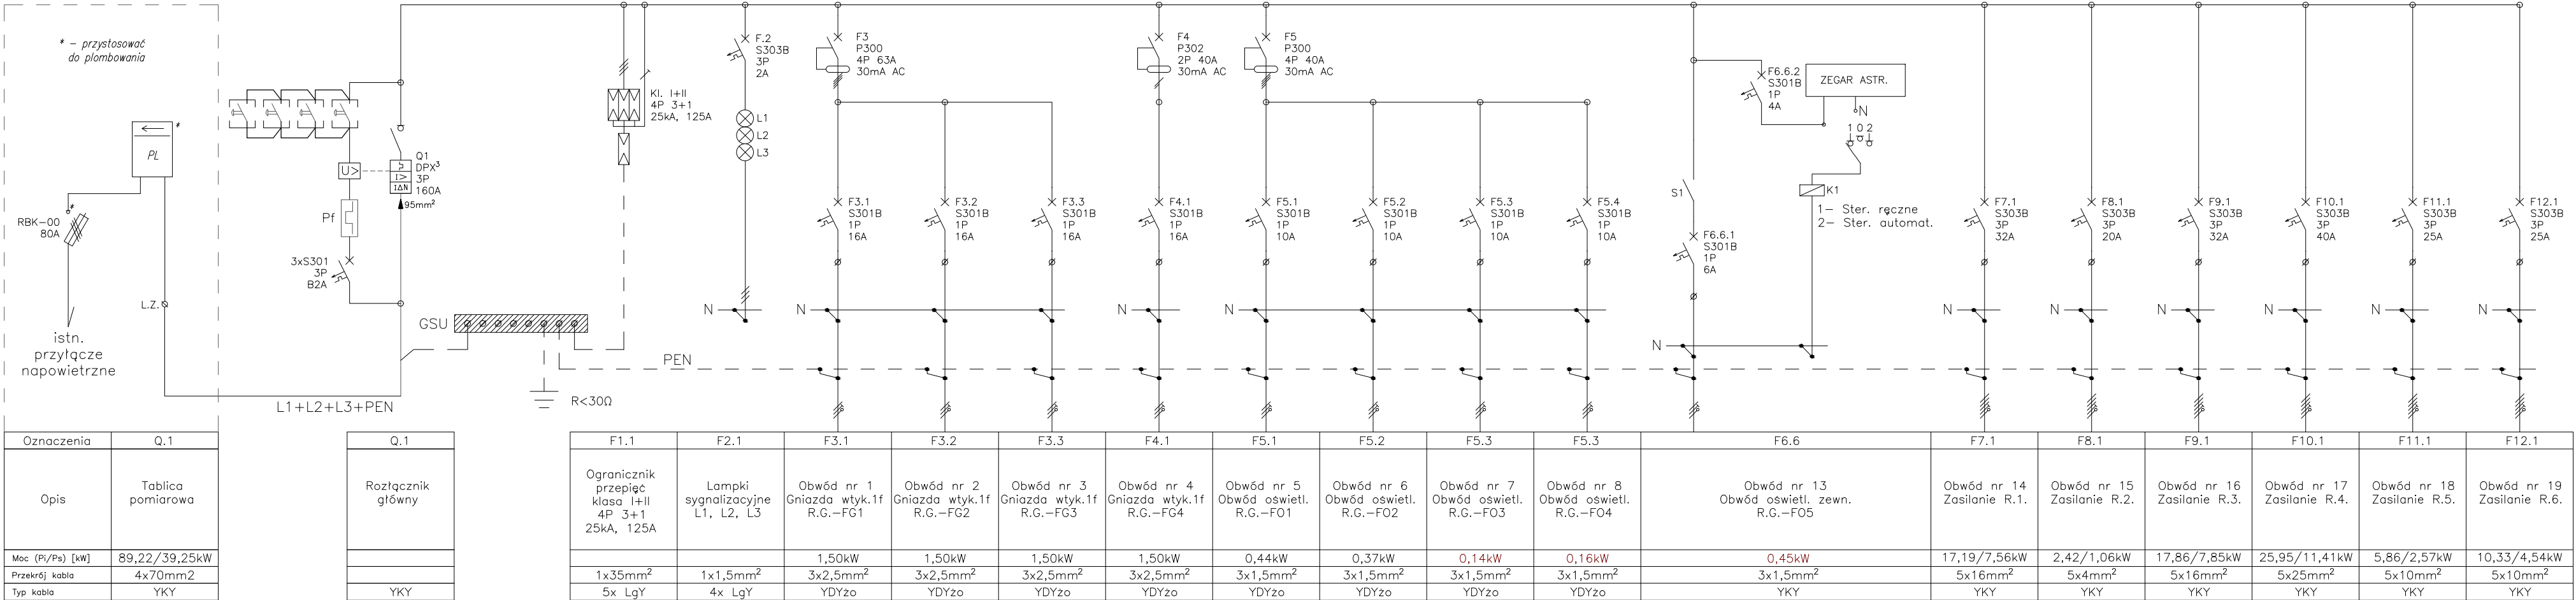 * – przystosować
do plombowania
PL
*
*
RBK–00
80A
L.Z.
istn.
przyłącze
napowietrzne
U>
Pf
3xS301
3P
B2A
Q1
DPX³
3P
160A
I>
IΔN
95mm²
L1+L2+L3+PEN
GSU
R<30Ω
PEN
Kl. I+II
4P 3+1
25kA, 125A
F.2
S303B
3P
2A
L1
L2
L3
N
F3
P300
4P 63A
30mA AC
F3.1
S301B
1P
16A
F3.2
S301B
1P
16A
F3.3
S301B
1P
16A
N
F4
P302
2P 40A
30mA AC
F4.1
S301B
1P
16A
N
F5
P300
4P 40A
30mA AC
F5.1
S301B
1P
10A
F5.2
S301B
1P
10A
F5.3
S301B
1P
10A
F5.4
S301B
1P
10A
N
S1
F6.6.1
S301B
1P
6A
F6.6.2
S301B
1P
4A
ZEGAR ASTR.
N
1 0 2
K1
1– Ster. ręczne
2– Ster. automat.
N
F7.1
S303B
3P
32A
N
F8.1
S303B
3P
20A
N
F9.1
S303B
3P
32A
N
F10.1
S303B
3P
40A
N
F11.1
S303B
3P
25A
N
F12.1
S303B
3P
25A
N
Oznaczenia Q.1 Q.1 F1.1 F2.1 F3.1 F3.2 F3.3 F4.1 F5.1 F5.2 F5.3 F5.3 F6.6 F7.1 F8.1 F9.1 F10.1 F11.1 F12.1
Opis
Tablica
pomiarowa
Rozłącznik
główny
Ogranicznik
przepięć
klasa I+II
4P 3+1
25kA, 125A
Lampki
sygnalizacyjne
L1, L2, L3
Obwód nr 1
Gniazda wtyk.1f
R.G.–FG1
Obwód nr 2
Gniazda wtyk.1f
R.G.–FG2
Obwód nr 3
Gniazda wtyk.1f
R.G.–FG3
Obwód nr 4
Gniazda wtyk.1f
R.G.–FG4
Obwód nr 5
Obwód oświetl.
R.G.–FO1
Obwód nr 6
Obwód oświetl.
R.G.–FO2
Obwód nr 7
Obwód oświetl.
R.G.–FO3
Obwód nr 8
Obwód oświetl.
R.G.–FO4
Obwód nr 13
Obwód oświetl. zewn.
R.G.–FO5
Obwód nr 14
Zasilanie R.1.
Obwód nr 15
Zasilanie R.2.
Obwód nr 16
Zasilanie R.3.
Obwód nr 17
Zasilanie R.4.
Obwód nr 18
Zasilanie R.5.
Obwód nr 19
Zasilanie R.6.
Moc (Pi/Ps) [kW] 89,22/39,25kW 1,50kW 1,50kW 1,50kW 1,50kW 0,44kW 0,37kW 0,14kW 0,16kW 0,45kW 17,19/7,56kW 2,42/1,06kW 17,86/7,85kW 25,95/11,41kW 5,86/2,57kW 10,33/4,54kW
Przekrój kabla 4x70mm2 1x35mm² 1x1,5mm² 3x2,5mm² 3x2,5mm² 3x2,5mm² 3x2,5mm² 3x1,5mm² 3x1,5mm² 3x1,5mm² 3x1,5mm² 3x1,5mm² 5x16mm² 5x4mm² 5x16mm² 5x25mm² 5x10mm² 5x10mm²
Typ kabla YKY YKY 5x LgY 4x LgY YDYżo YDYżo YDYżo YDYżo YDYżo YDYżo YDYżo YDYżo YKY YKY YKY YKY YKY YKY YKY